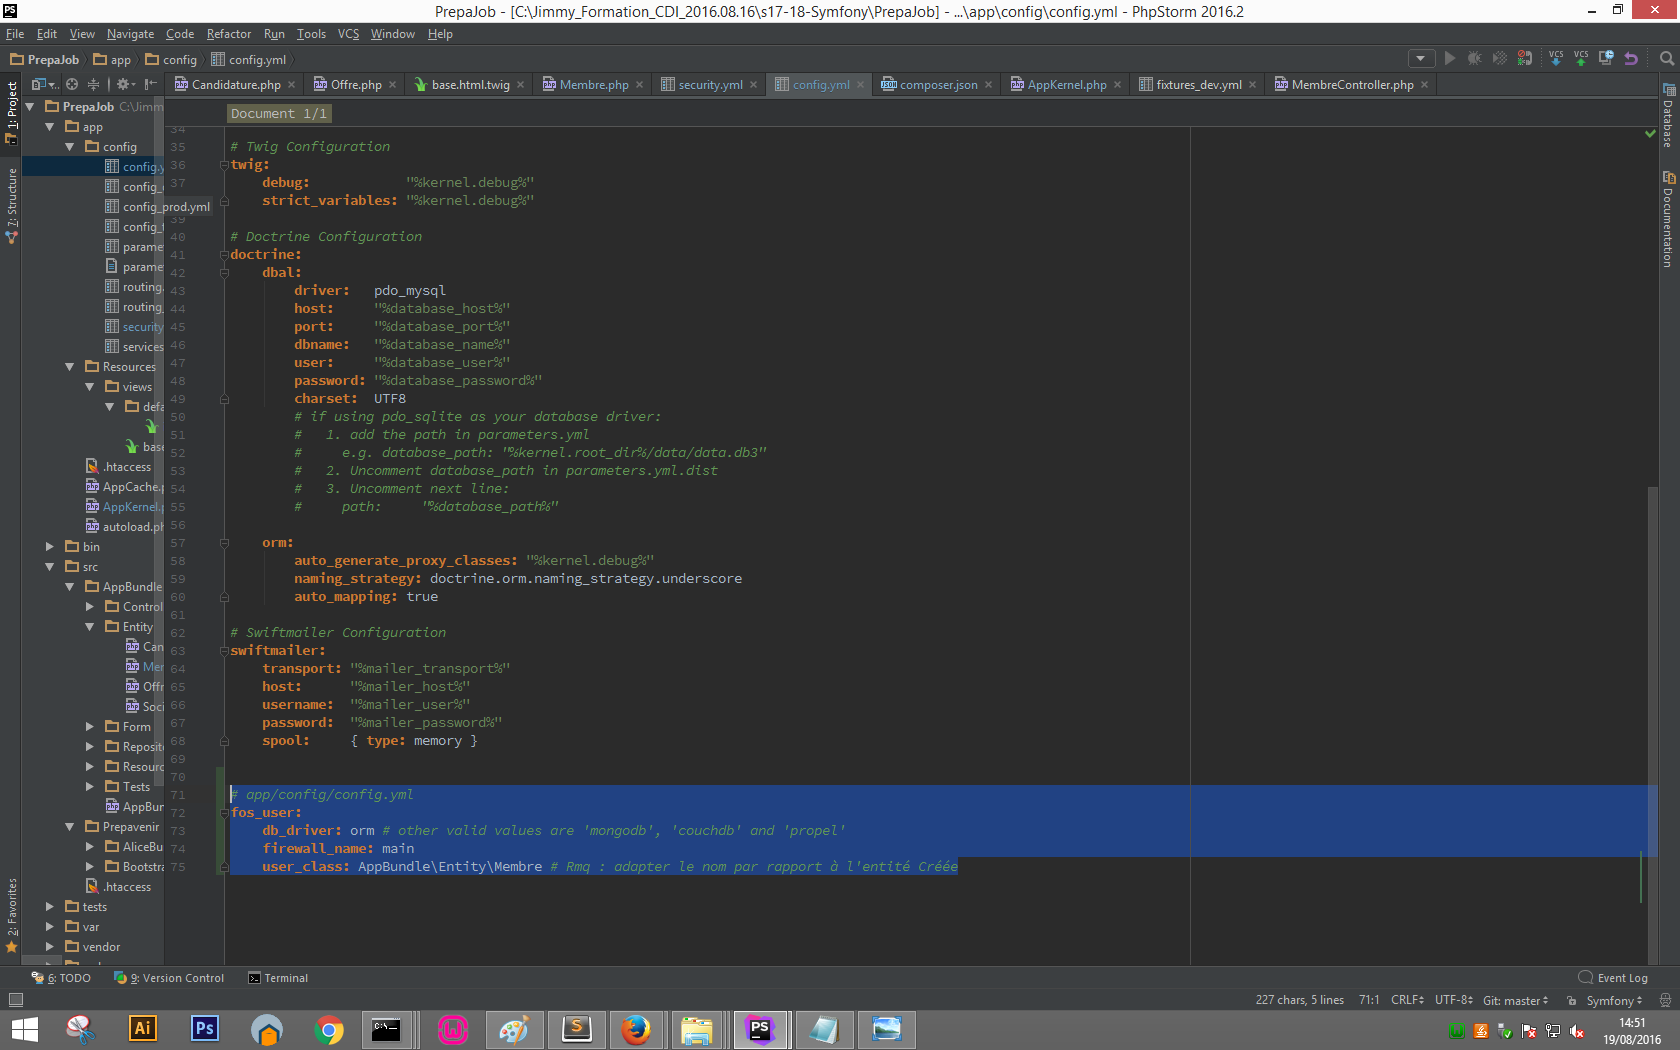 PrepaJob - [C:\Jimmy_Formation_CDI_2016.08.16\s17-18-Symfony\PrepaJob] - ...\app\config\config.yml - PhpStorm 2016.2
File Edit View Navigate Code Refactor Run Tools VCS Window Help
PrepaJob app config config.yml
Candidature.php Offre.php base.html.twig Membre.php security.yml config.yml composer.json AppKernel.php fixtures_dev.yml MembreController.php
1: Project
7: Structure
2: Favorites
PrepaJob C:\Jimm
app
config
config.y
config_
config_prod.yml
config_t
parame
parame
routing.
routing_
security
services
Resources
views
defa
base
.htaccess
AppCache.p
AppKernel.p
autoload.ph
bin
src
AppBundle
Control
Entity
Can
Mer
Offr
Soci
Form
Reposito
Resourc
Tests
AppBun
Prepavenir
AliceBu
Bootstra
.htaccess
tests
var
vendor
Document 1/1
34
35 # Twig Configuration
36 twig:
37 debug: "%kernel.debug%"
strict_variables: "%kernel.debug%"
39
40 # Doctrine Configuration
41 doctrine:
42 dbal:
43 driver: pdo_mysql
44 host: "%database_host%"
45 port: "%database_port%"
46 dbname: "%database_name%"
47 user: "%database_user%"
48 password: "%database_password%"
49 charset: UTF8
50 # if using pdo_sqlite as your database driver:
51 # 1. add the path in parameters.yml
52 # e.g. database_path: "%kernel.root_dir%/data/data.db3"
53 # 2. Uncomment database_path in parameters.yml.dist
54 # 3. Uncomment next line:
55 # path: "%database_path%"
56
57 orm:
58 auto_generate_proxy_classes: "%kernel.debug%"
59 naming_strategy: doctrine.orm.naming_strategy.underscore
60 auto_mapping: true
61
62 # Swiftmailer Configuration
63 swiftmailer:
64 transport: "%mailer_transport%"
65 host: "%mailer_host%"
66 username: "%mailer_user%"
67 password: "%mailer_password%"
68 spool: { type: memory }
69
70
71 # app/config/config.yml
72 fos_user:
73 db_driver: orm # other valid values are 'mongodb', 'couchdb' and 'propel'
74 firewall_name: main
75 user_class: AppBundle\Entity\Membre # Rmq : adapter le nom par rapport à l'entité Créée
Database
Documentation
6: TODO 9: Version Control Terminal Event Log
227 chars, 5 lines 71:1 CRLF UTF-8 Git: master Symfony
14:51
19/08/2016